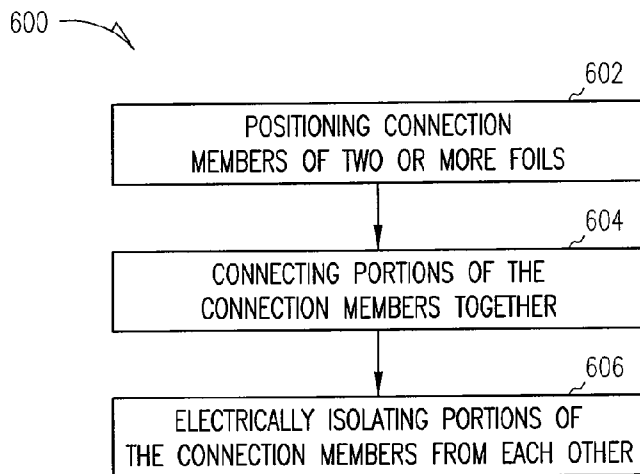 600
602
POSITIONING CONNECTION
MEMBERS OF TWO OR MORE FOILS
604
CONNECTING PORTIONS OF THE
CONNECTION MEMBERS TOGETHER
606
ELECTRICALLY ISOLATING PORTIONS OF
THE CONNECTION MEMBERS FROM EACH OTHER